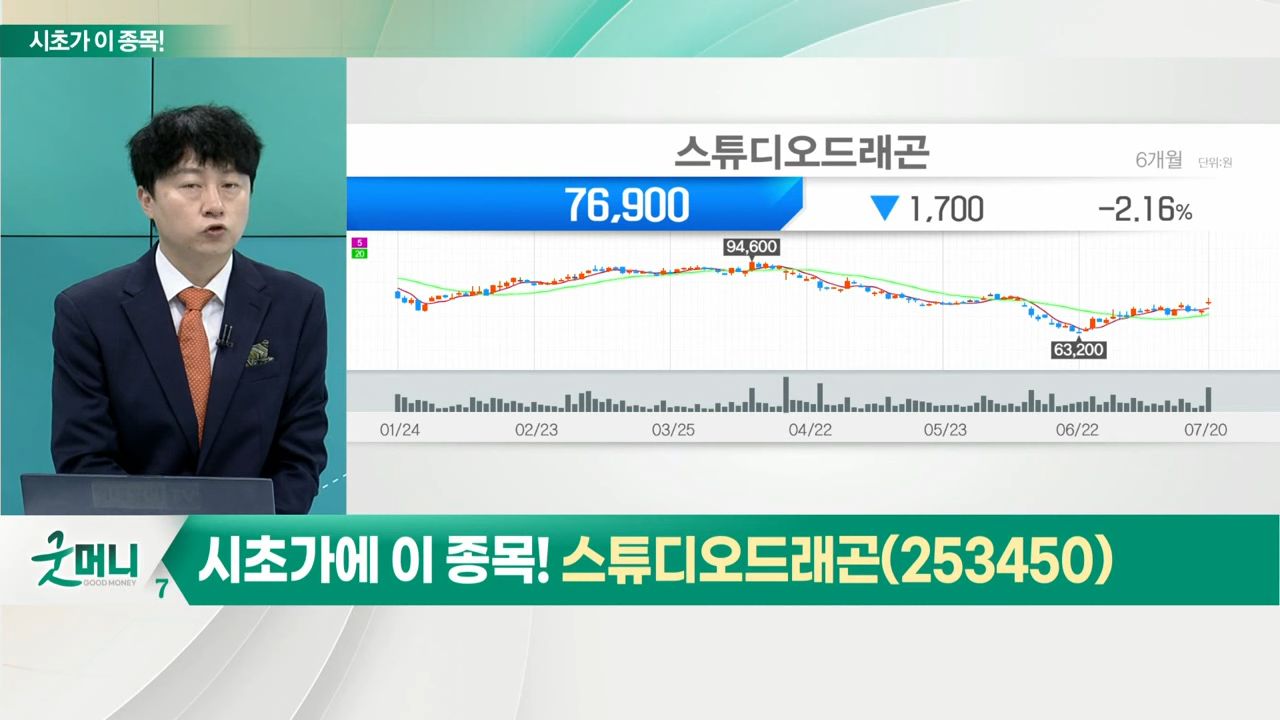 시초가 이 종목!
스튜디오드래곤
6개월 단위:원
76,900 ▼ 1,700 -2.16%
5
20
94,600
63,200
01/24 02/23 03/25 04/22 05/23 06/22 07/20
굿머니
GOOD MONEY
7
시초가에 이 종목! 스튜디오드래곤(253450)